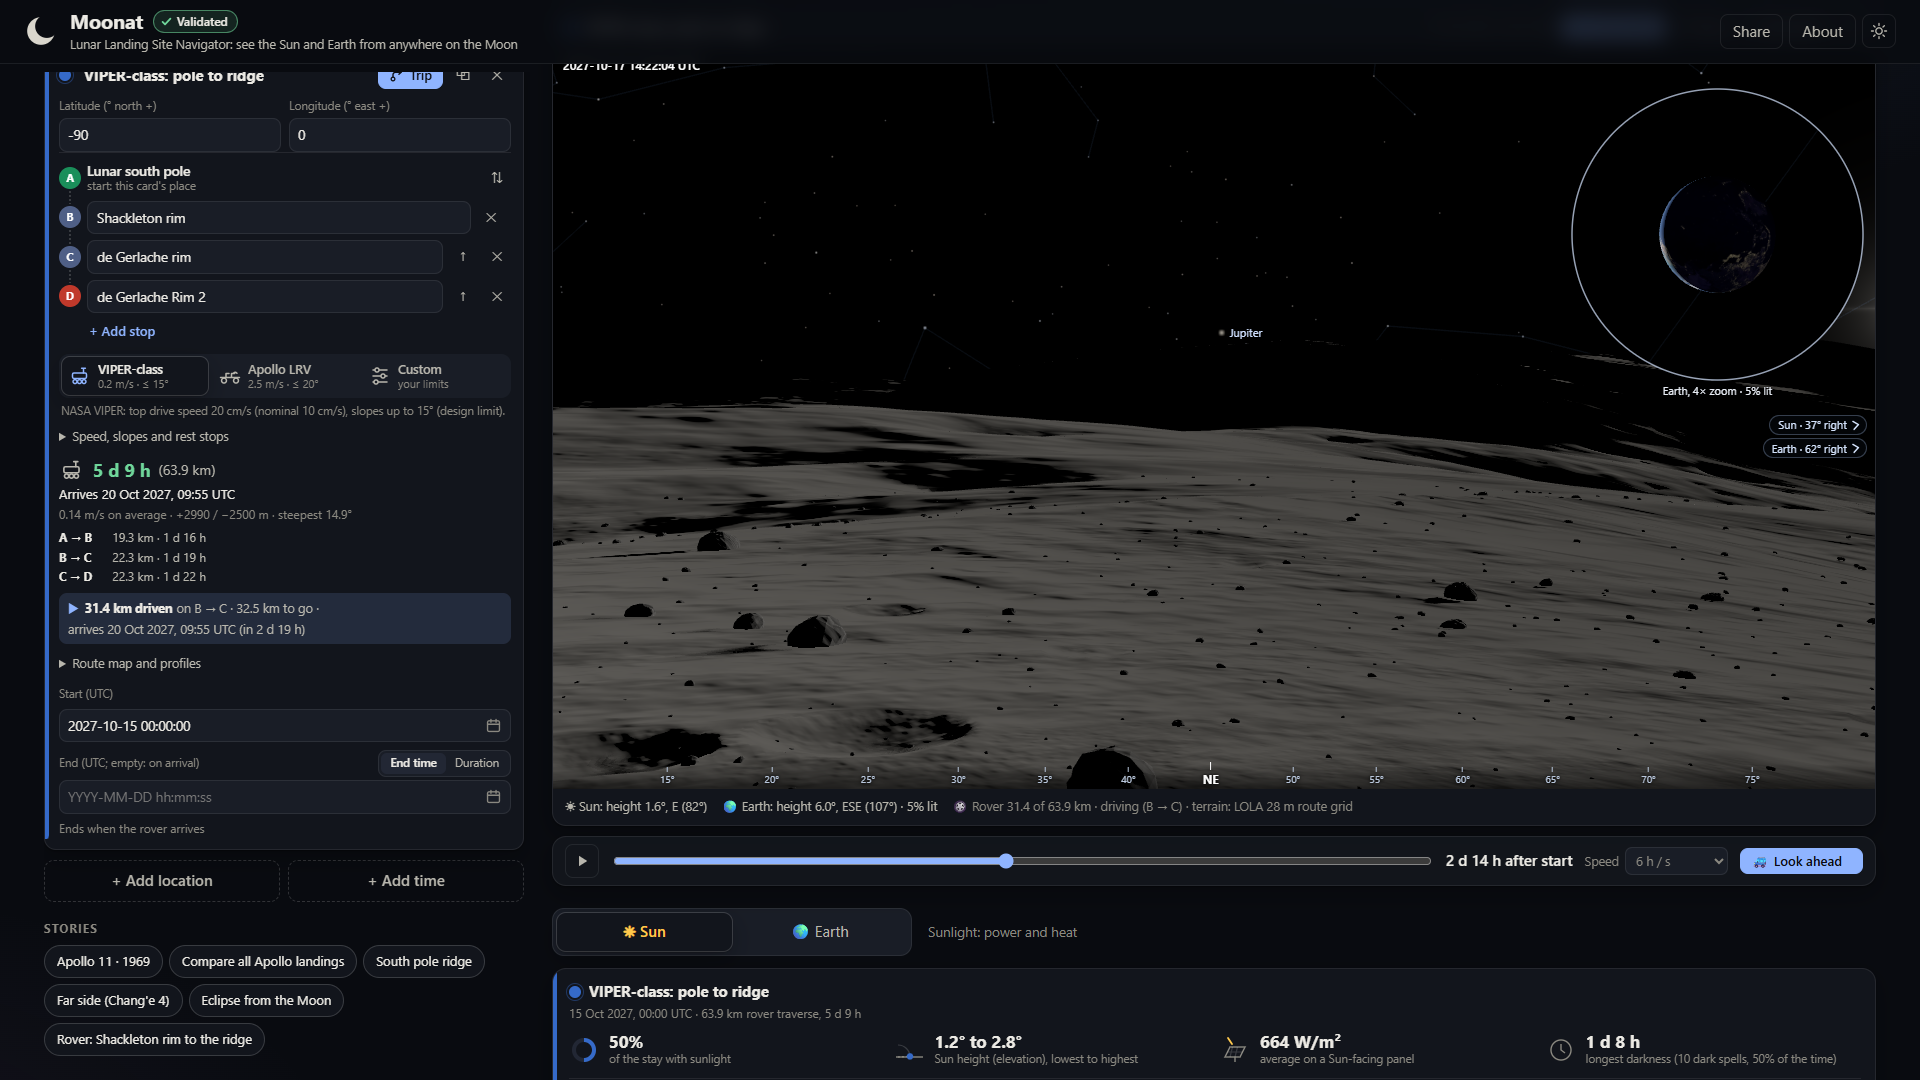 Moonat
Validated
Lunar Landing Site Navigator: see the Sun and Earth from anywhere on the Moon
Share
About
VIPER-class: pole to ridge
Trip
Latitude (° north +)
Longitude (° east +)
-90
0
A
Lunar south pole
start: this card's place
B
Shackleton rim
C
de Gerlache rim
D
de Gerlache Rim 2
+ Add stop
VIPER-class
0.2 m/s · ≤ 15°
Apollo LRV
2.5 m/s · ≤ 20°
Custom
your limits
NASA VIPER: top drive speed 20 cm/s (nominal 10 cm/s), slopes up to 15° (design limit).
Speed, slopes and rest stops
5 d 9 h (63.9 km)
Arrives 20 Oct 2027, 09:55 UTC
0.14 m/s on average · +2990 / −2500 m · steepest 14.9°
A → B 19.3 km · 1 d 16 h
B → C 22.3 km · 1 d 19 h
C → D 22.3 km · 1 d 22 h
31.4 km driven on B → C · 32.5 km to go ·
arrives 20 Oct 2027, 09:55 UTC (in 2 d 19 h)
Route map and profiles
Start (UTC)
2027-10-15 00:00:00
End (UTC; empty: on arrival)
End time
Duration
YYYY-MM-DD hh:mm:ss
Ends when the rover arrives
+ Add location
+ Add time
STORIES
Apollo 11 · 1969
Compare all Apollo landings
South pole ridge
Far side (Chang'e 4)
Eclipse from the Moon
Rover: Shackleton rim to the ridge
2027-10-17 14:22:04 UTC
Jupiter
Earth, 4× zoom · 5% lit
Sun · 37° right
Earth · 62° right
15° 20° 25° 30° 35° 40° NE 50° 55° 60° 65° 70° 75°
Sun: height 1.6°, E (82°)
Earth: height 6.0°, ESE (107°) · 5% lit
Rover 31.4 of 63.9 km · driving (B → C) · terrain: LOLA 28 m route grid
2 d 14 h after start
Speed
6 h / s
Look ahead
Sun
Earth
Sunlight: power and heat
VIPER-class: pole to ridge
15 Oct 2027, 00:00 UTC · 63.9 km rover traverse, 5 d 9 h
50%
of the stay with sunlight
1.2° to 2.8°
Sun height (elevation), lowest to highest
664 W/m²
average on a Sun-facing panel
1 d 8 h
longest darkness (10 dark spells, 50% of the time)